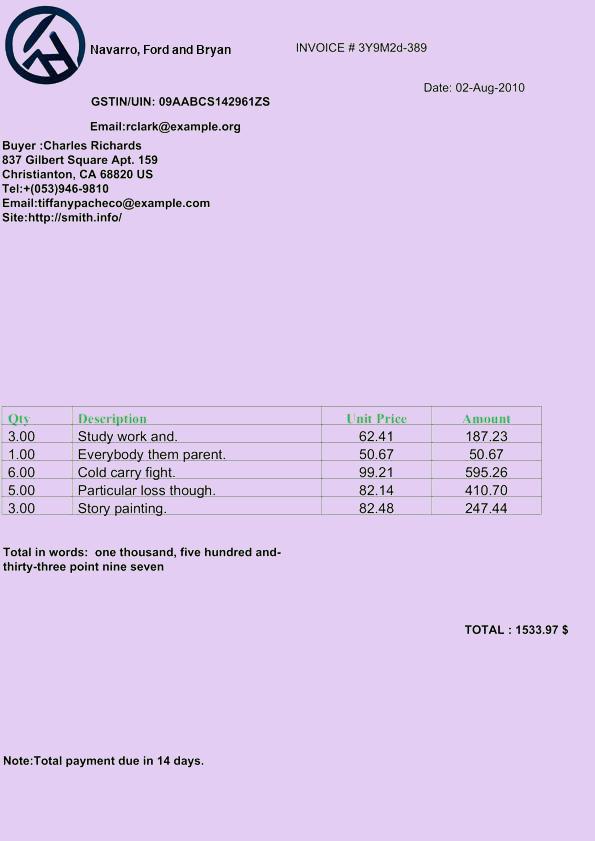 Navarro, Ford and Bryan
INVOICE # 3Y9M2d-389
Date: 02-Aug-2010
GSTIN/UIN: 09AABCS142961ZS
Email:rclark@example.org
Buyer :Charles Richards
837 Gilbert Square Apt. 159
Christianton, CA 68820 US
Tel:+(053)946-9810
Email:tiffanypacheco@example.com
Site:http://smith.info/
Qty Description Unit Price Amount
3.00 Study work and. 62.41 187.23
1.00 Everybody them parent. 50.67 50.67
6.00 Cold carry fight. 99.21 595.26
5.00 Particular loss though. 82.14 410.70
3.00 Story painting. 82.48 247.44
Total in words:  one thousand, five hundred and-
thirty-three point nine seven
TOTAL : 1533.97 $
Note:Total payment due in 14 days.